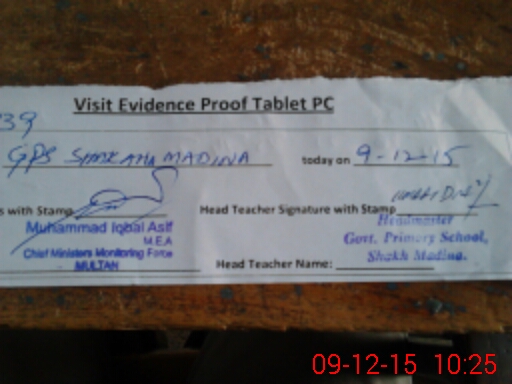 Visit Evidence Proof Tablet PC
39
GPS MADINA today on 9-12-15
s with Stamp Head Teacher Signature with Stamp
Muhammad Iqbal Asif
M.E.A
Chief Ministers Monitoring Force
MULTAN
Headmaster
Govt. Primary School,
Shakh Madina.
Head Teacher Name:
09-12-15 10:25